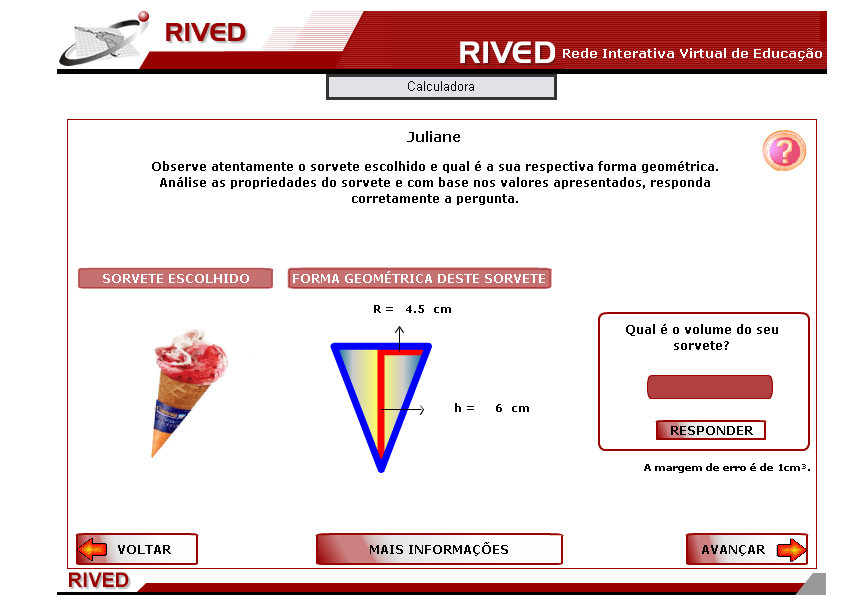 RIVED
RIVED Rede Interativa Virtual de Educação
Calculadora
Juliane
?
Observe atentamente o sorvete escolhido e qual é a sua respectiva forma geométrica.
Análise as propriedades do sorvete e com base nos valores apresentados, responda
corretamente a pergunta.
SORVETE ESCOLHIDO
FORMA GEOMÉTRICA DESTE SORVETE
R = 4.5 cm
h = 6 cm
Qual é o volume do seu
sorvete?
RESPONDER
A margem de erro é de 1cm³.
VOLTAR
MAIS INFORMAÇÕES
AVANÇAR
RIVED